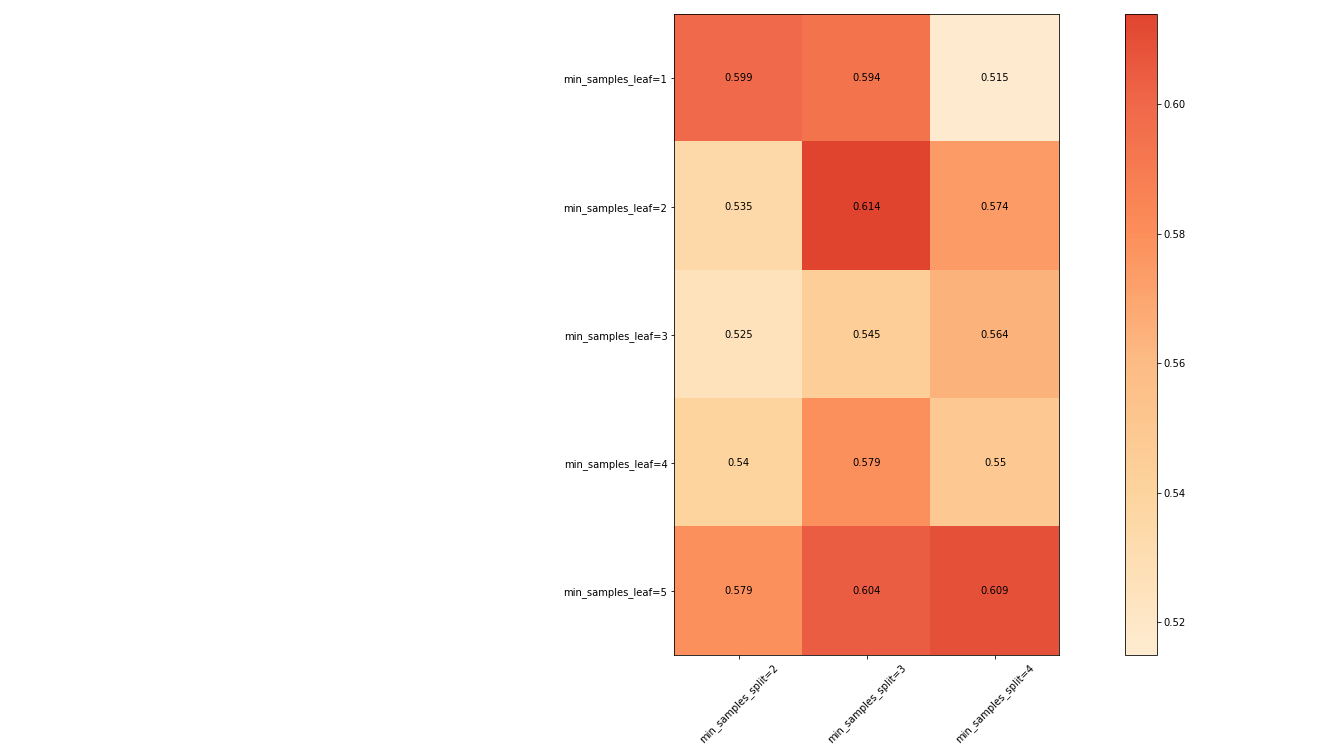 min_samples_leaf=1 0.599 0.594 0.515
0.60
min_samples_leaf=2 0.535 0.614 0.574
0.58
min_samples_leaf=3 0.525 0.545 0.564
0.56
min_samples_leaf=4 0.54 0.579 0.55
0.54
min_samples_leaf=5 0.579 0.604 0.609
0.52
min_samples_split=2
min_samples_split=3
min_samples_split=4